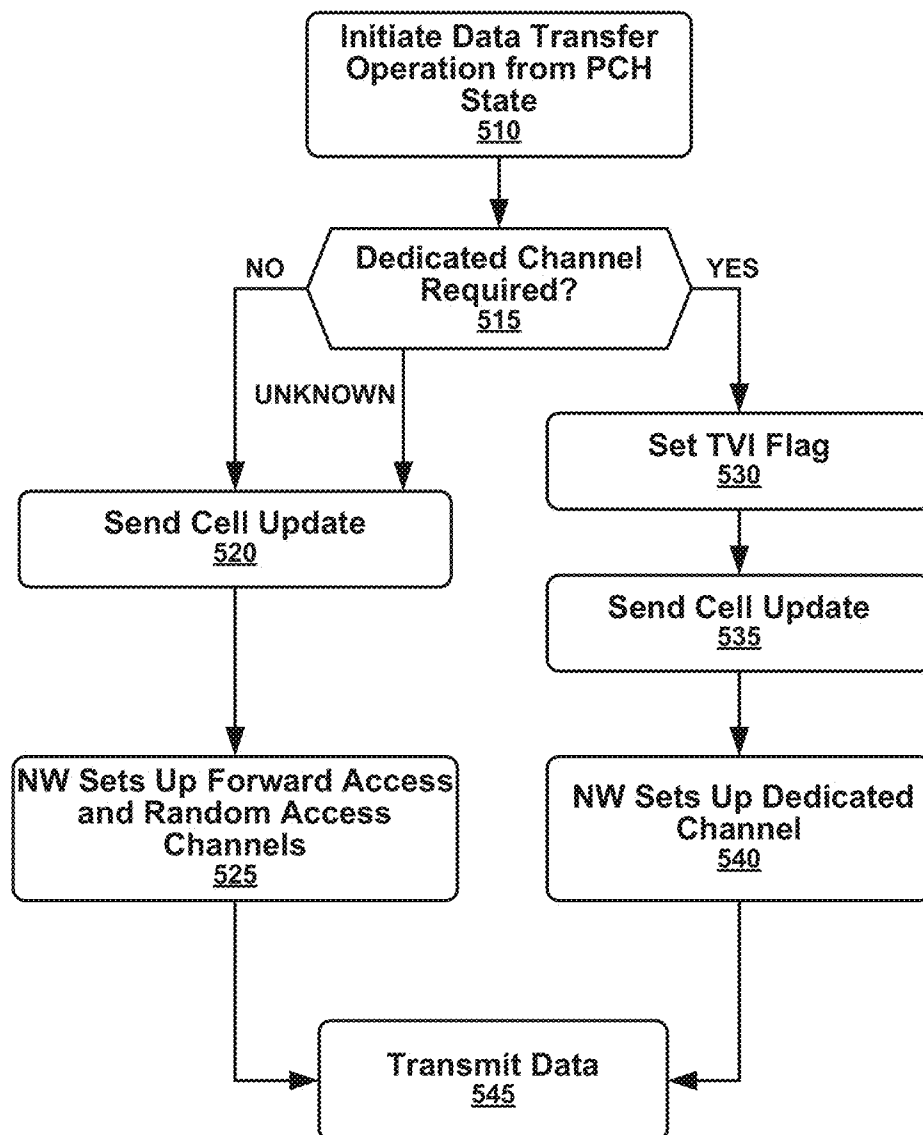 Initiate Data Transfer
Operation from PCH
State
510
Dedicated Channel
Required?
515
NO
YES
UNKNOWN
Set TVI Flag
530
Send Cell Update
520
Send Cell Update
535
NW Sets Up Forward Access
and Random Access
Channels
525
NW Sets Up Dedicated
Channel
540
Transmit Data
545